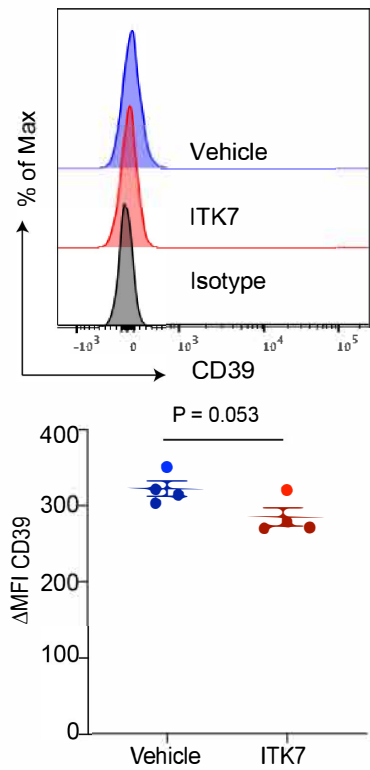 % of Max
Vehicle
ITK7
Isotype
-10³ 0 10³ 10⁴ 10⁵
CD39
P = 0.053
ΔMFI CD39
400
300
200
100
0
Vehicle ITK7